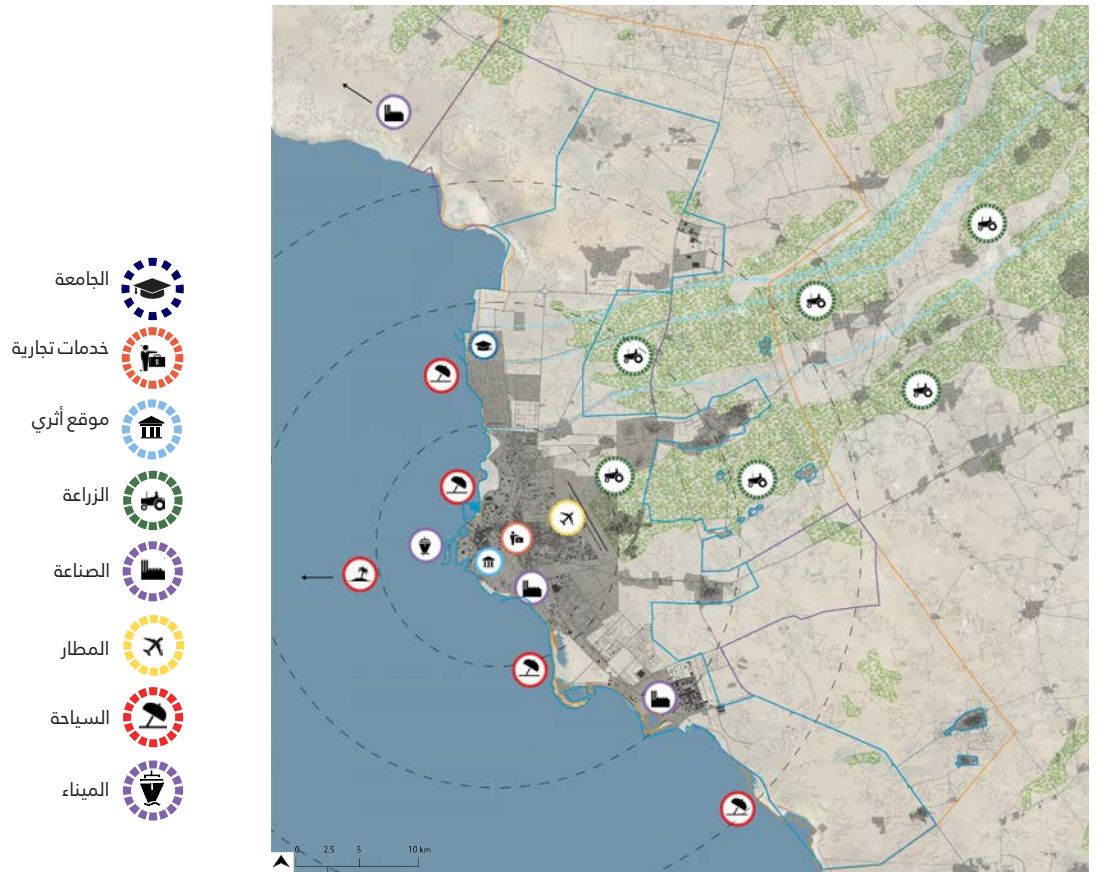 الجامعة
خدمات تجارية
موقع أثري
الزراعة
الصناعة
المطار
السياحة
الميناء
0 2.5 5 10 km